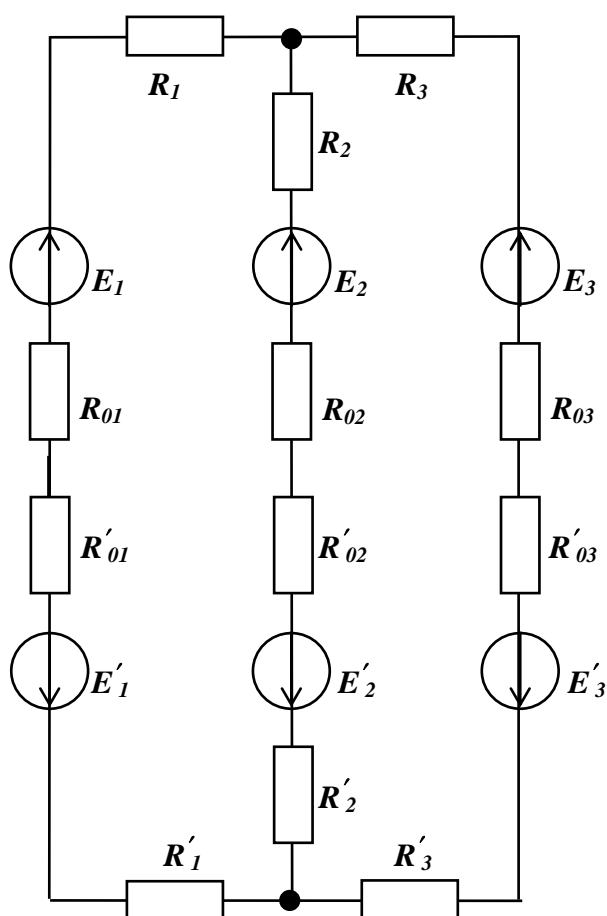 R₁ R₃
R₂
E₁ E₂ E₃
R₀₁ R₀₂ R₀₃
R′₀₁ R′₀₂ R′₀₃
E′₁ E′₂ E′₃
R′₂
R′₁ R′₃